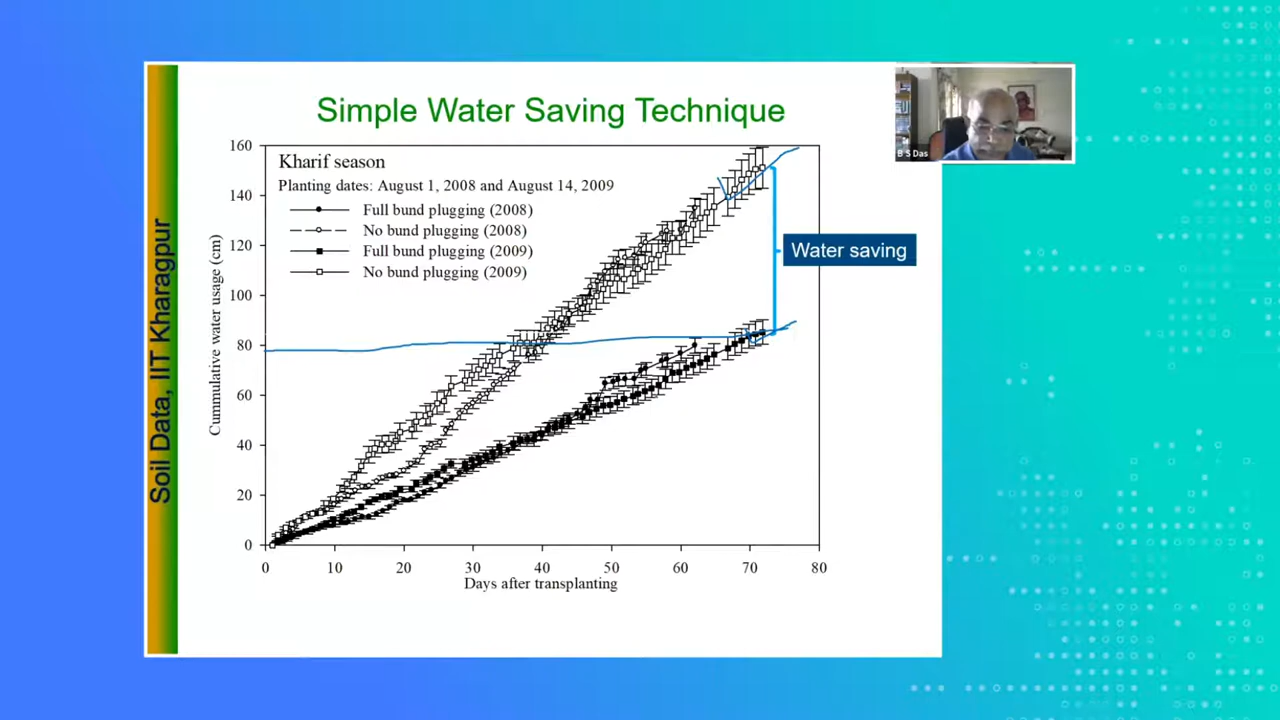 Simple Water Saving Technique
B S Das
Soil Data, IIT Kharagpur
Kharif season
Planting dates: August 1, 2008 and August 14, 2009
Full bund plugging (2008)
No bund plugging (2008)
Full bund plugging (2009)
No bund plugging (2009)
Water saving
Cummulative water usage (cm)
160
140
120
100
80
60
40
20
0
0 10 20 30 40 50 60 70 80
Days after transplanting